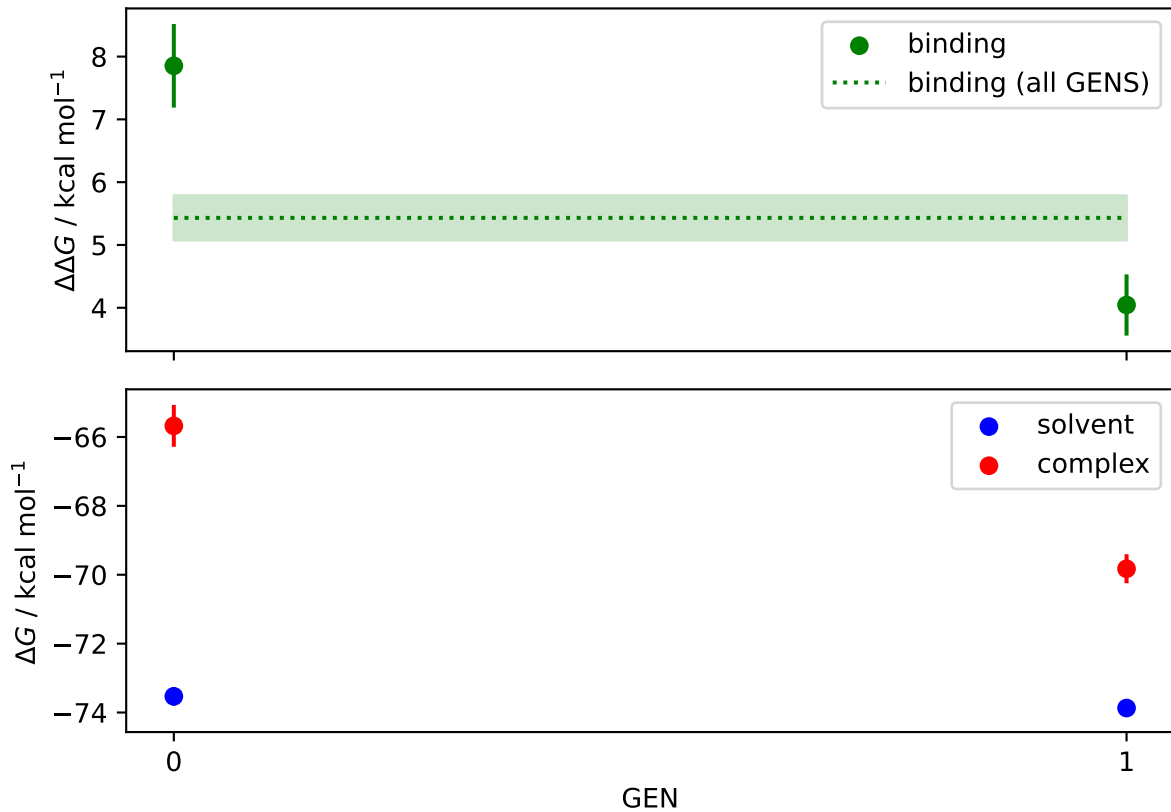 8
7
6
5
4
ΔΔG / kcal mol⁻¹
binding
binding (all GENS)
−66
−68
−70
−72
−74
ΔG / kcal mol⁻¹
solvent
complex
0
1
GEN